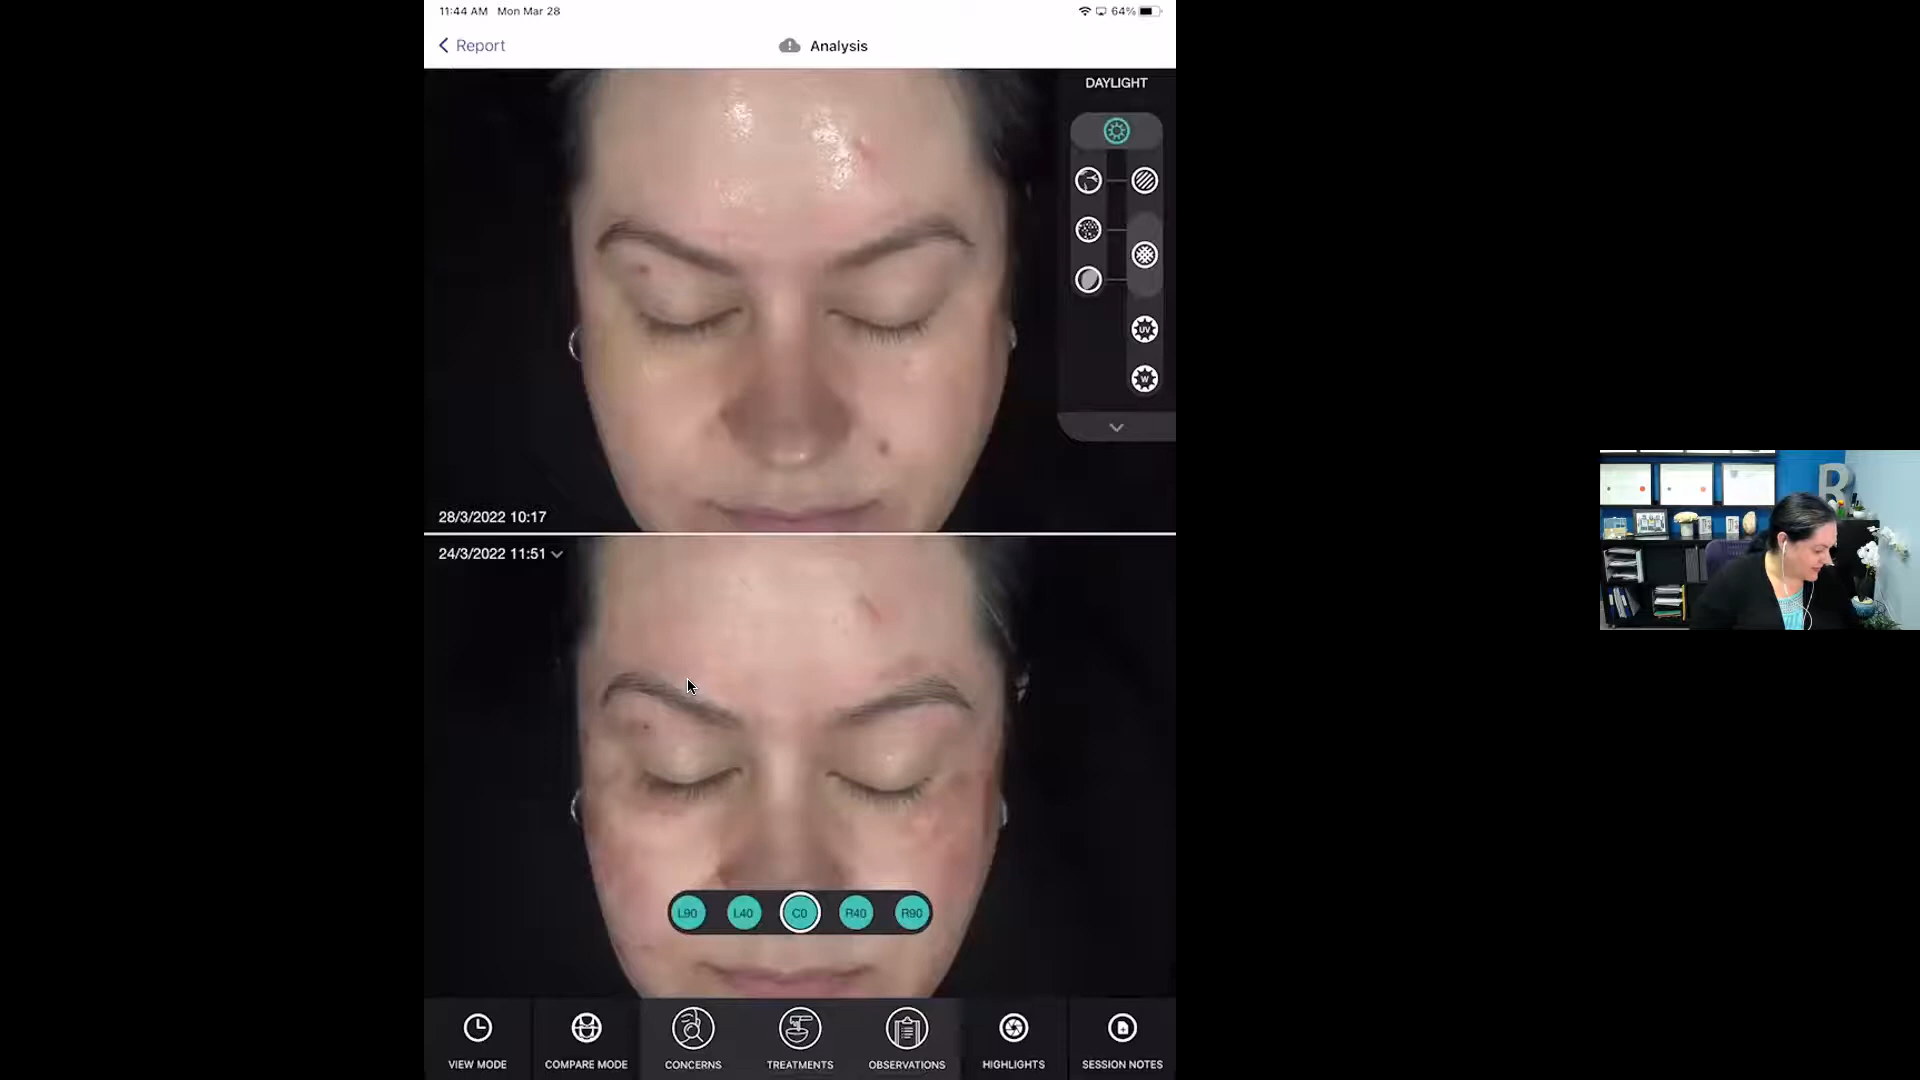 11:44 AM Mon Mar 28
64%
Report
Analysis
DAYLIGHT
UV
W
28/3/2022 10:17
24/3/2022 11:51
L90 L40 C0 R40 R90
VIEW MODE COMPARE MODE CONCERNS TREATMENTS OBSERVATIONS HIGHLIGHTS SESSION NOTES
R